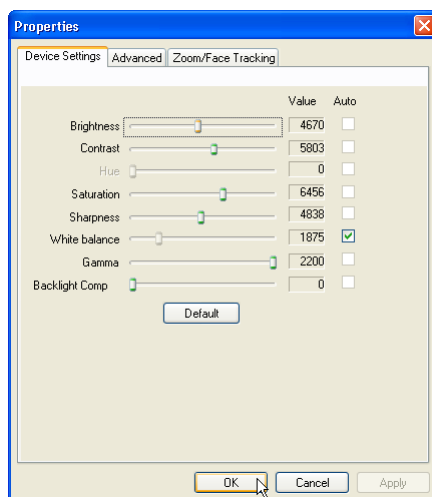 Properties
Device Settings Advanced Zoom/Face Tracking
Value Auto
Brightness 4670
Contrast 5803
Hue 0
Saturation 6456
Sharpness 4838
White balance 1875
Gamma 2200
Backlight Comp 0
Default
OK Cancel Apply